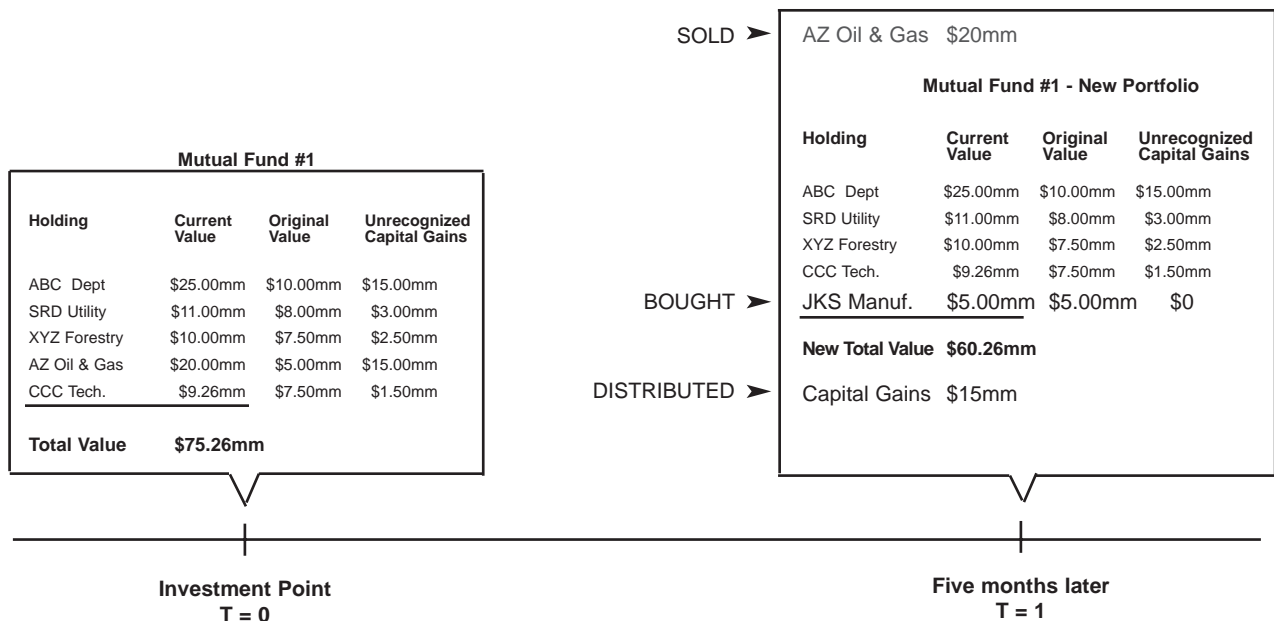 Mutual Fund #1
Holding Current Value Original Value Unrecognized Capital Gains
ABC Dept $25.00mm $10.00mm $15.00mm
SRD Utility $11.00mm $8.00mm $3.00mm
XYZ Forestry $10.00mm $7.50mm $2.50mm
AZ Oil & Gas $20.00mm $5.00mm $15.00mm
CCC Tech. $9.26mm $7.50mm $1.50mm
Total Value $75.26mm
SOLD AZ Oil & Gas $20mm
Mutual Fund #1 - New Portfolio
Holding Current Value Original Value Unrecognized Capital Gains
ABC Dept $25.00mm $10.00mm $15.00mm
SRD Utility $11.00mm $8.00mm $3.00mm
XYZ Forestry $10.00mm $7.50mm $2.50mm
CCC Tech. $9.26mm $7.50mm $1.50mm
BOUGHT JKS Manuf. $5.00mm $5.00mm $0
New Total Value $60.26mm
DISTRIBUTED Capital Gains $15mm
Investment Point
T = 0
Five months later
T = 1